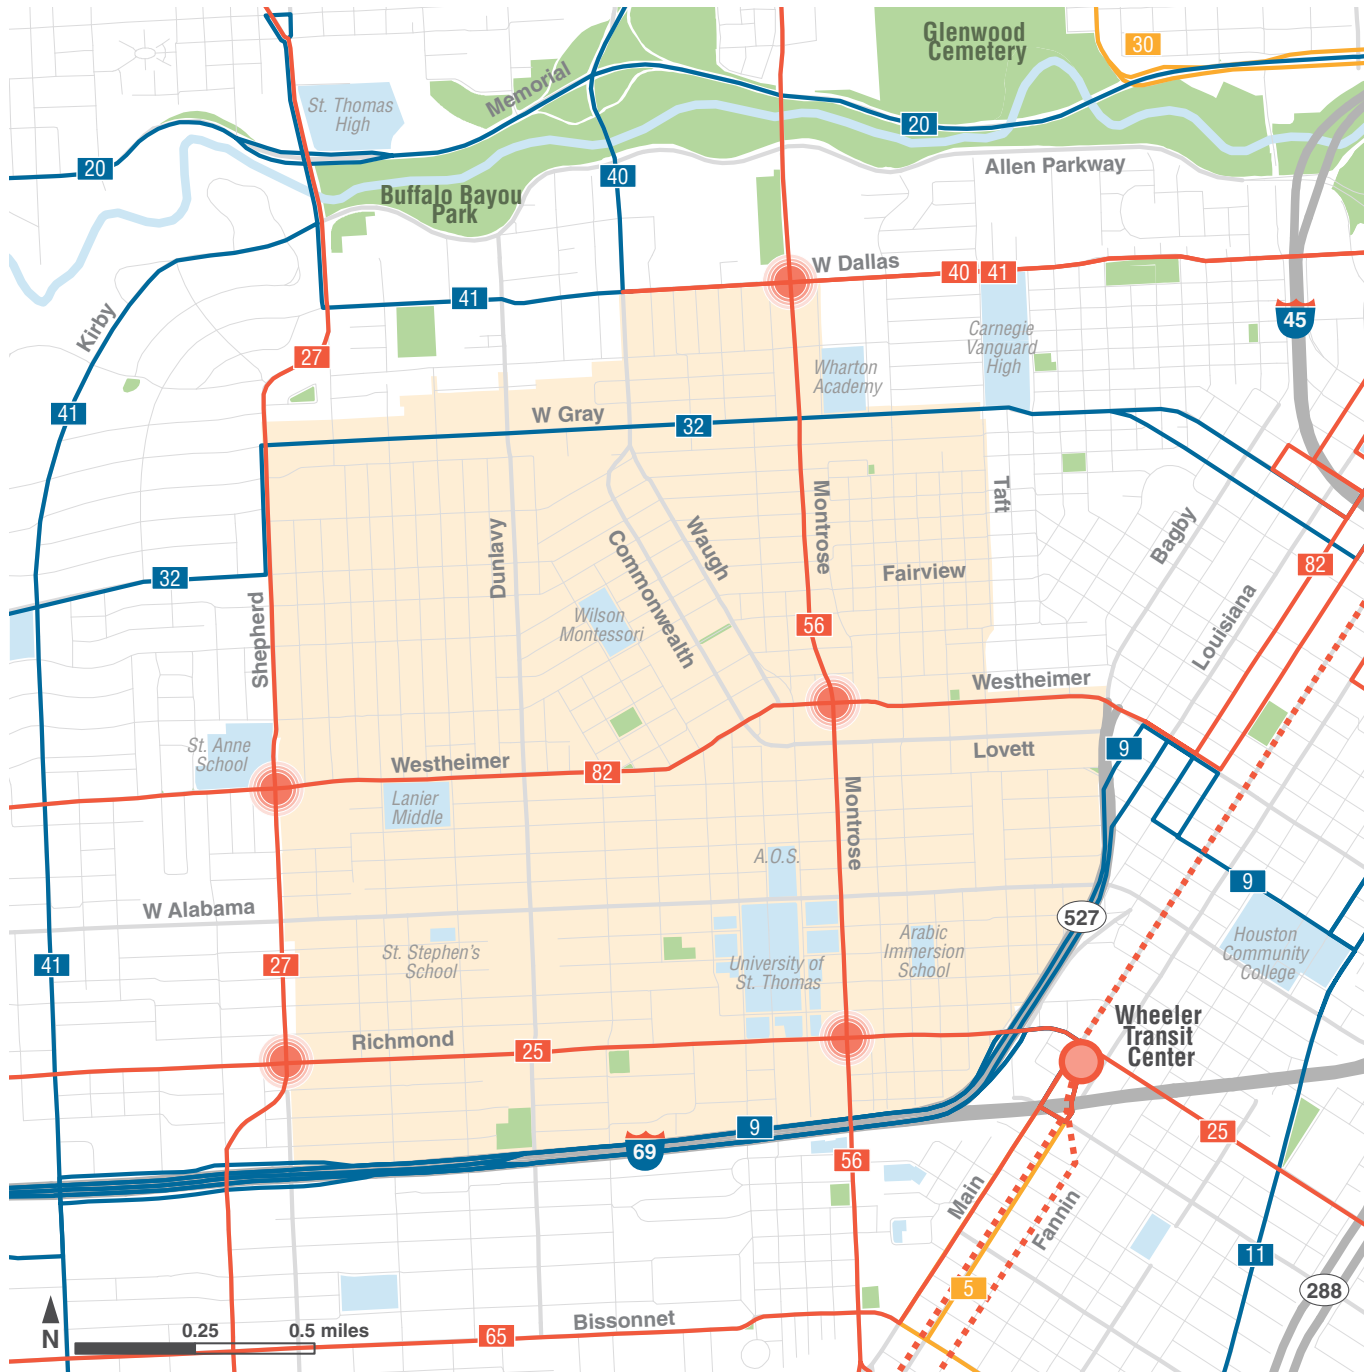 Glenwood
Cemetery
30
Memorial
St. Thomas
High
20
20
Allen Parkway
40
Buffalo Bayou
Park
W Dallas
40 41
41
45
Kirby
27
Carnegie
Vanguard
High
Wharton
Academy
41
W Gray
32
Taft
Montrose
Bagby
Waugh
Dunlavy
Commonwealth
82
Fairview
32
Shepherd
Wilson
Montessori
56
Louisiana
Westheimer
St. Anne
School
Westheimer
82
Lovett
9
Lanier
Middle
Montrose
A.O.S.
9
W Alabama
527
41
27
St. Stephen's
School
University of
St. Thomas
Arabic
Immersion
School
Houston
Community
College
Wheeler
Transit
Center
Richmond
25
9
69
25
56
Main
Fannin
11
5
288
N
0.25
0.5 miles
65
Bissonnet